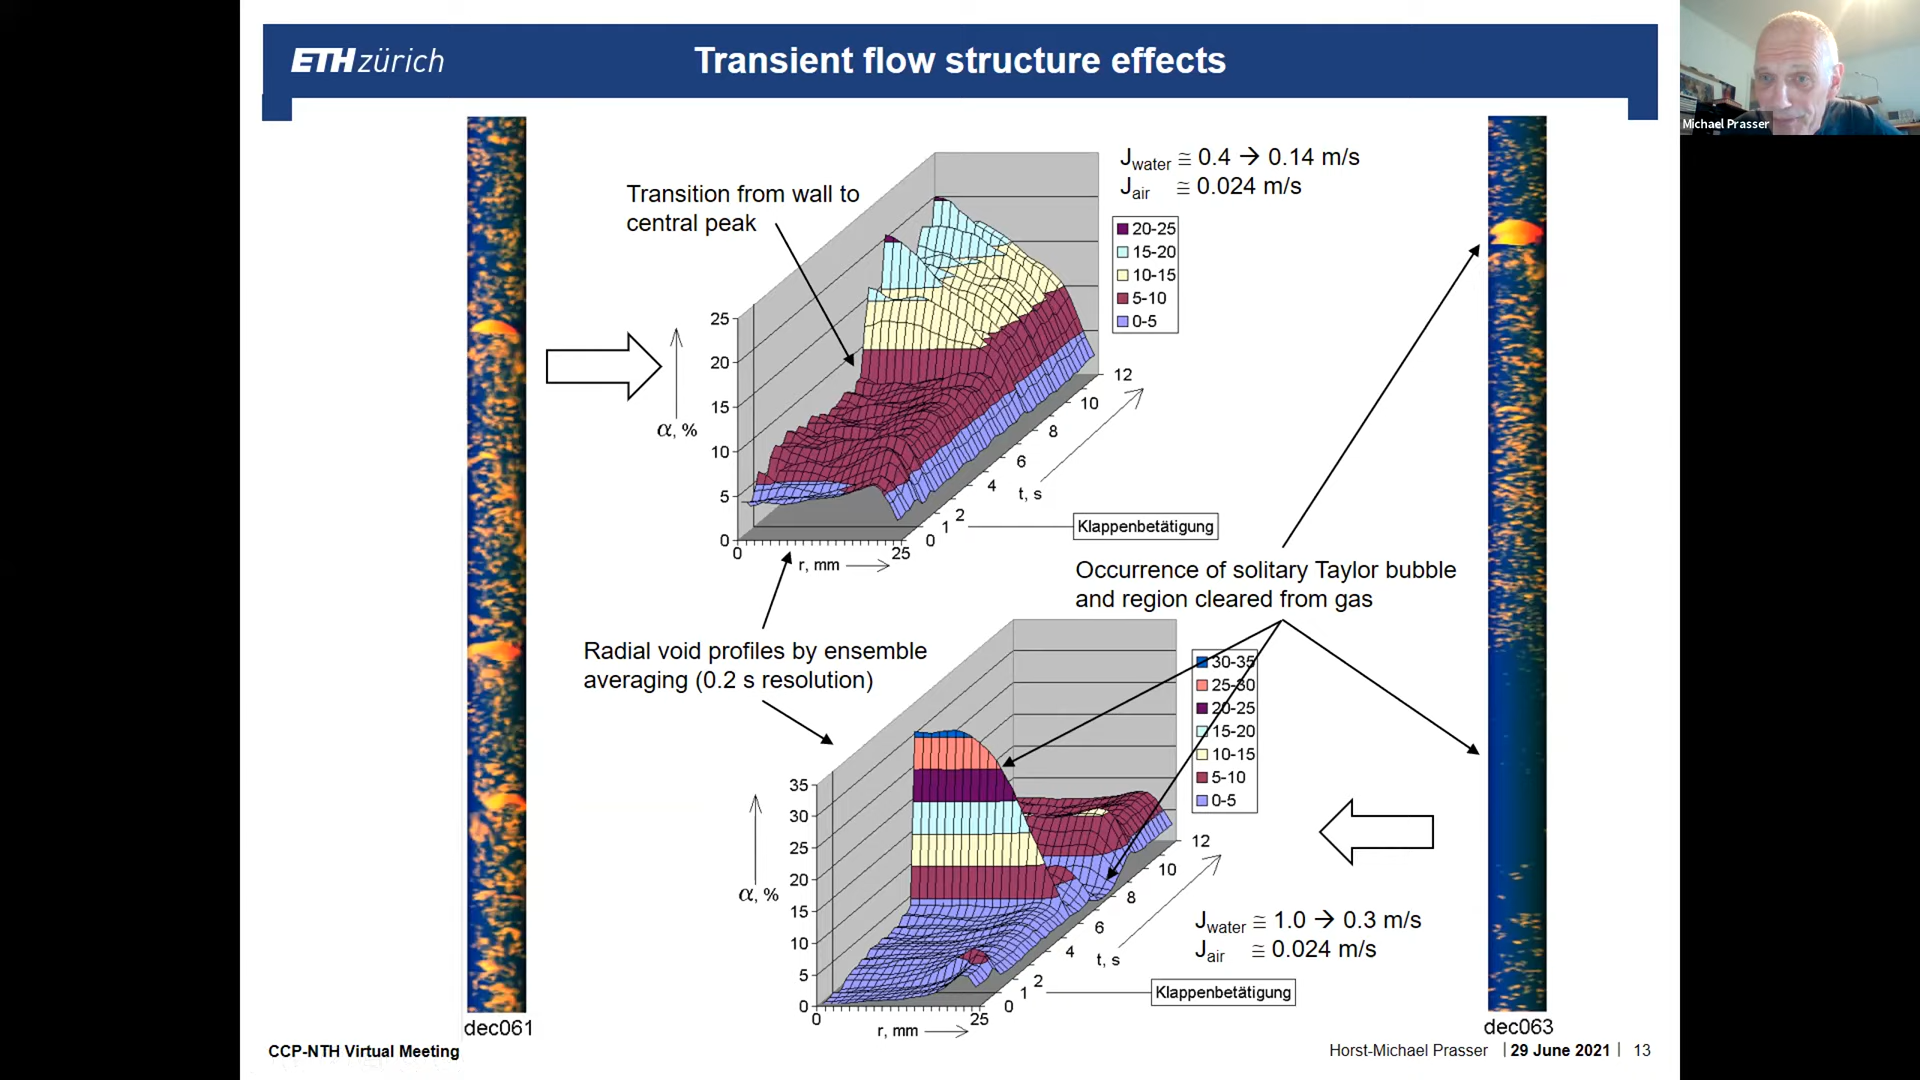 ETH zürich
Transient flow structure effects
Michael Prasser
Transition from wall to
central peak
J water ≅ 0.4 → 0.14 m/s
J air ≅ 0.024 m/s
20-25
15-20
10-15
5-10
0-5
25
20
15
10
5
0
α, %
0
25
r, mm
0
1
2
4
6
8
10
12
t, s
Klappenbetätigung
Occurrence of solitary Taylor bubble
and region cleared from gas
Radial void profiles by ensemble
averaging (0.2 s resolution)
30-35
25-30
20-25
15-20
10-15
5-10
0-5
35
30
25
20
15
10
5
0
α, %
0
25
r, mm
0
1
2
4
6
8
10
12
t, s
Klappenbetätigung
J water ≅ 1.0 → 0.3 m/s
J air ≅ 0.024 m/s
dec061
dec063
CCP-NTH Virtual Meeting
Horst-Michael Prasser | 29 June 2021 | 13